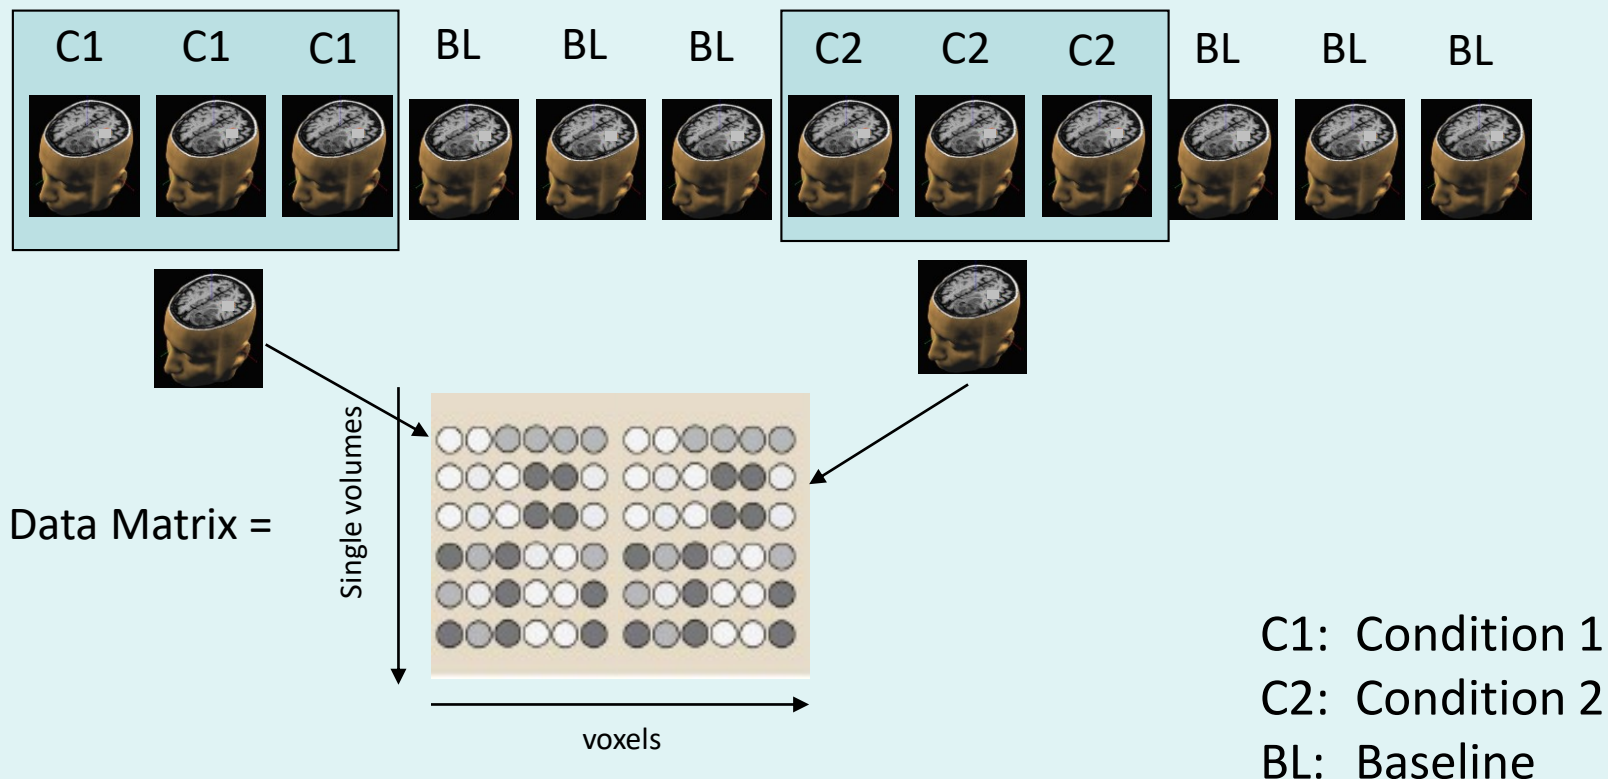 C1 C1 C1 BL BL BL C2 C2 C2 BL BL BL
Single volumes
Data Matrix =
voxels
C1: Condition 1
C2: Condition 2
BL: Baseline